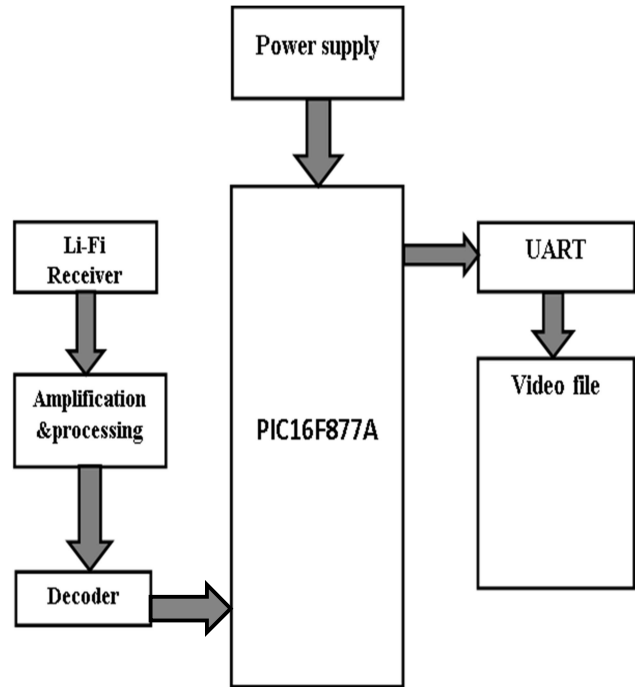 Power supply
Li-Fi
Receiver
UART
Amplification
&processing
Video file
PIC16F877A
Decoder